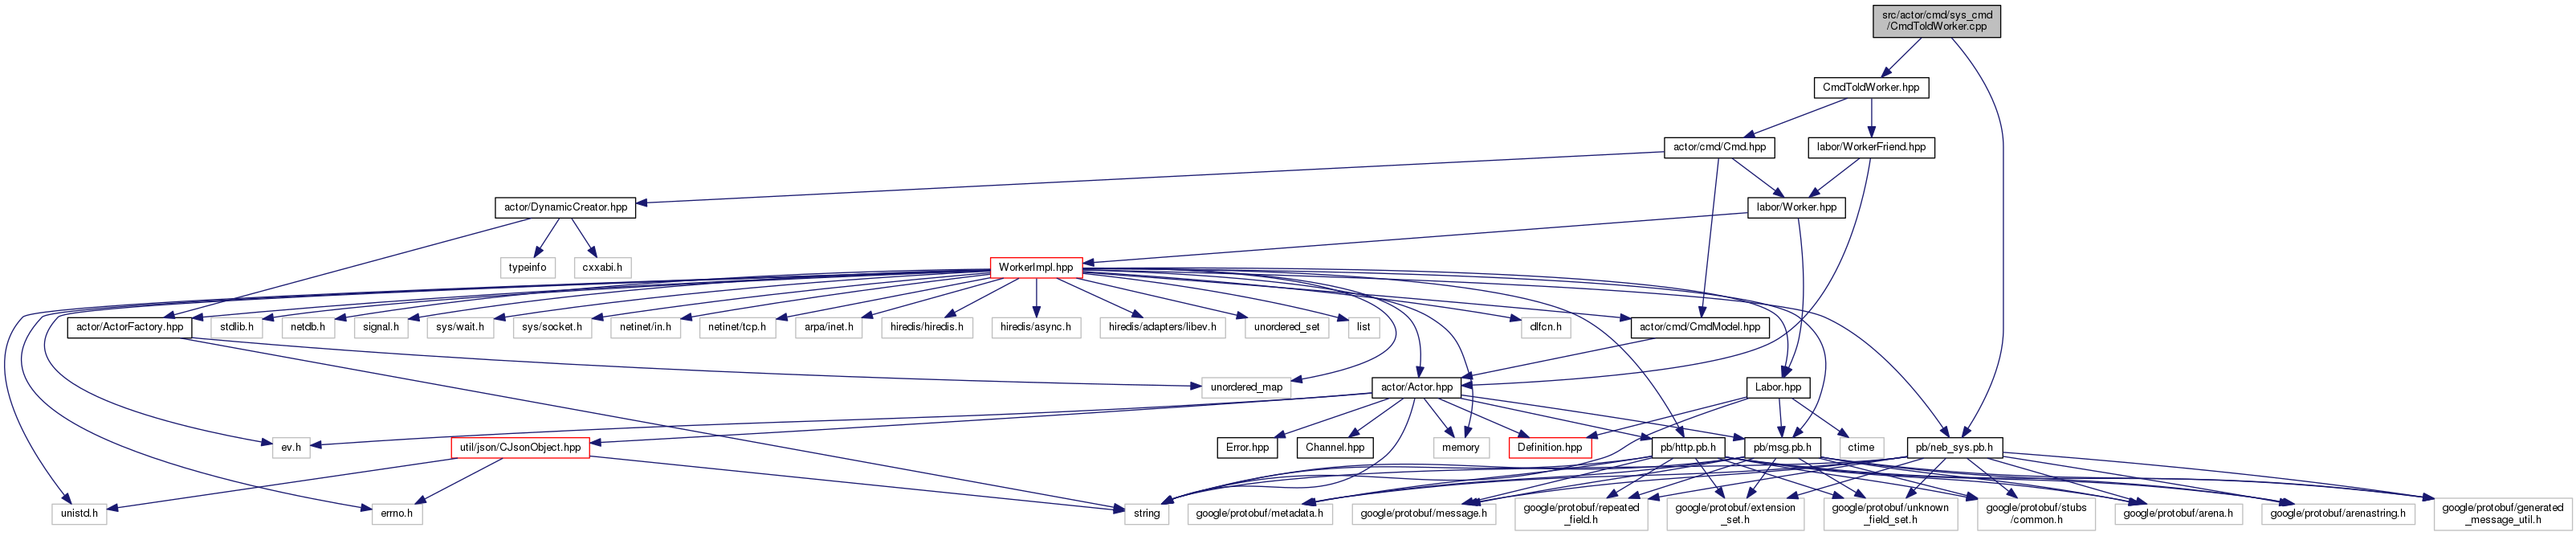 src/actor/cmd/sys_cmd
/CmdToldWorker.cpp
CmdToldWorker.hpp
actor/cmd/Cmd.hpp
labor/WorkerFriend.hpp
actor/DynamicCreator.hpp
labor/Worker.hpp
typeinfo
cxxabi.h
WorkerImpl.hpp
actor/ActorFactory.hpp
stdlib.h
netdb.h
signal.h
sys/wait.h
sys/socket.h
netinet/in.h
netinet/tcp.h
arpa/inet.h
hiredis/hiredis.h
hiredis/async.h
hiredis/adapters/libev.h
unordered_set
list
dlfcn.h
actor/cmd/CmdModel.hpp
unordered_map
actor/Actor.hpp
Labor.hpp
ev.h
util/json/CJsonObject.hpp
Error.hpp
Channel.hpp
memory
Definition.hpp
pb/http.pb.h
pb/msg.pb.h
ctime
pb/neb_sys.pb.h
unistd.h
errno.h
string
google/protobuf/metadata.h
google/protobuf/message.h
google/protobuf/repeated
_field.h
google/protobuf/extension
_set.h
google/protobuf/unknown
_field_set.h
google/protobuf/stubs
/common.h
google/protobuf/arena.h
google/protobuf/arenastring.h
google/protobuf/generated
_message_util.h